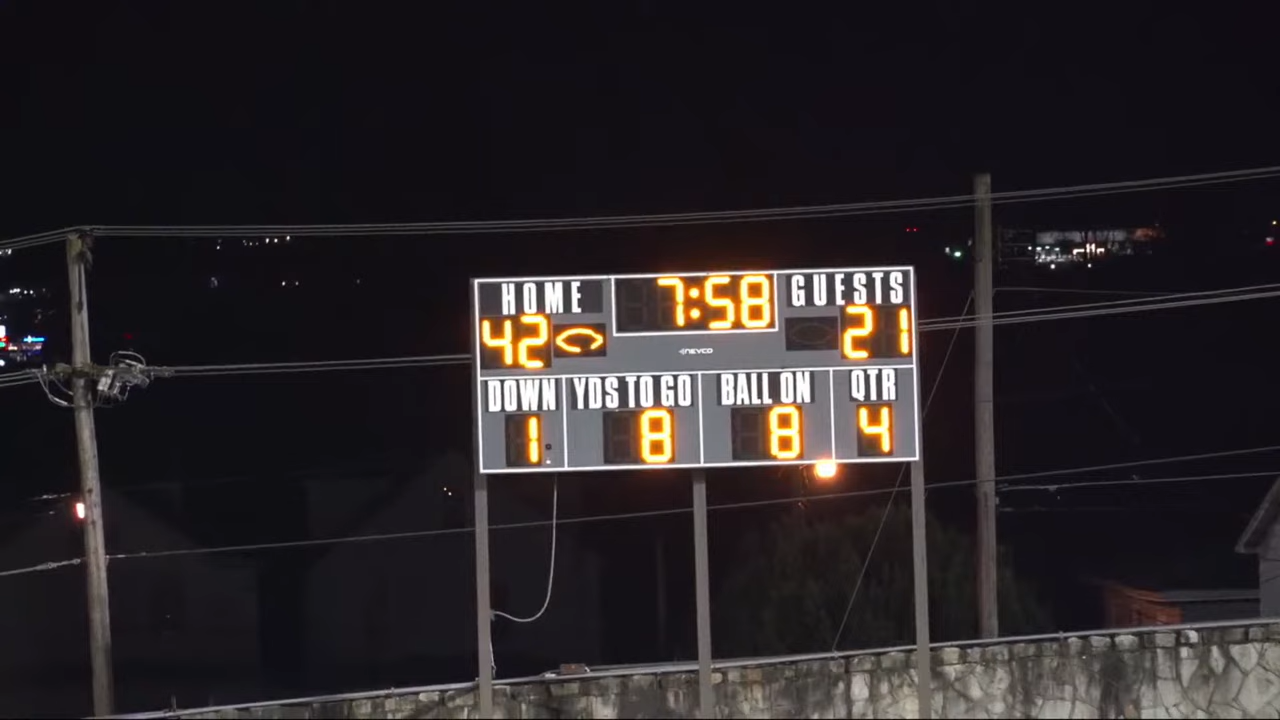 HOME 7:58 GUESTS
42 21
NEVCO
DOWN YDS TO GO BALL ON QTR
1 8 8 4